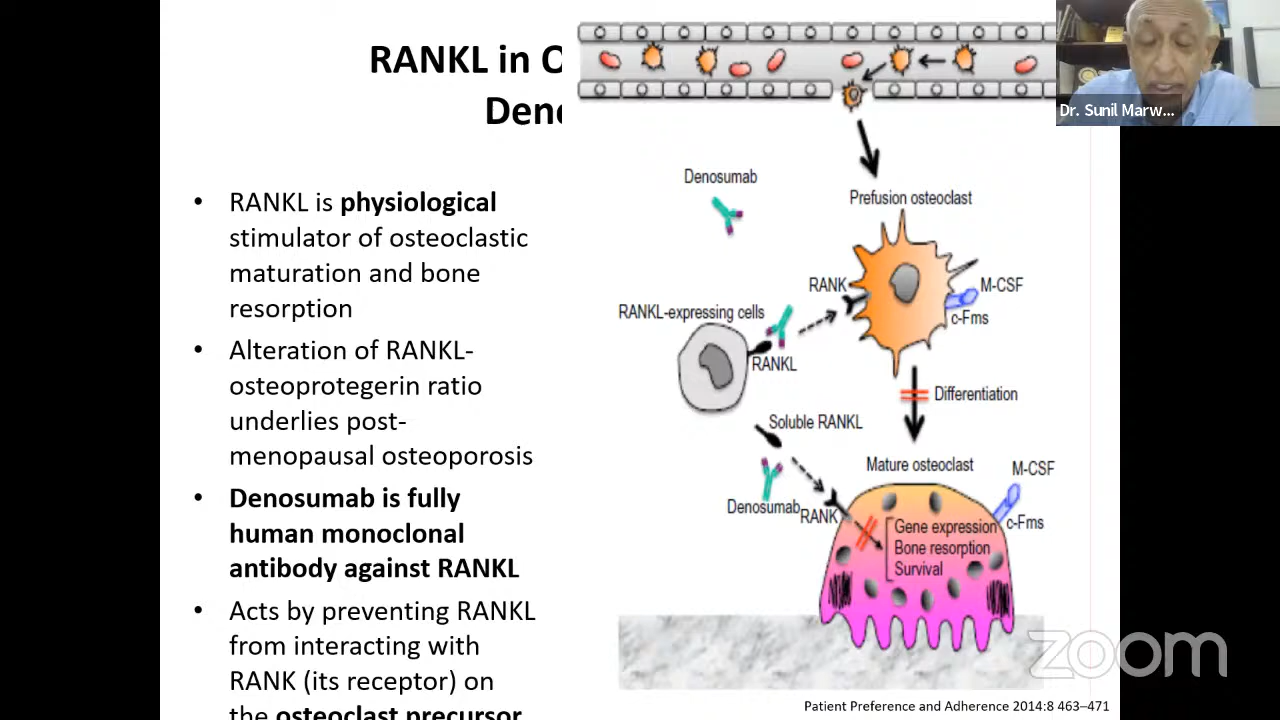 RANKL in O
Deno
• RANKL is physiological
stimulator of osteoclastic
maturation and bone
resorption
• Alteration of RANKL-
osteoprotegerin ratio
underlies post-
menopausal osteoporosis
• Denosumab is fully
human monoclonal
antibody against RANKL
• Acts by preventing RANKL
from interacting with
RANK (its receptor) on
the osteoclast precursor
Denosumab
Prefusion osteoclast
RANK
M-CSF
c-Fms
RANKL-expressing cells
RANKL
Differentiation
Soluble RANKL
Mature osteoclast
M-CSF
Denosumab
RANK
c-Fms
Gene expression
Bone resorption
Survival
Patient Preference and Adherence 2014:8 463–471
Dr. Sunil Marw...
zoom